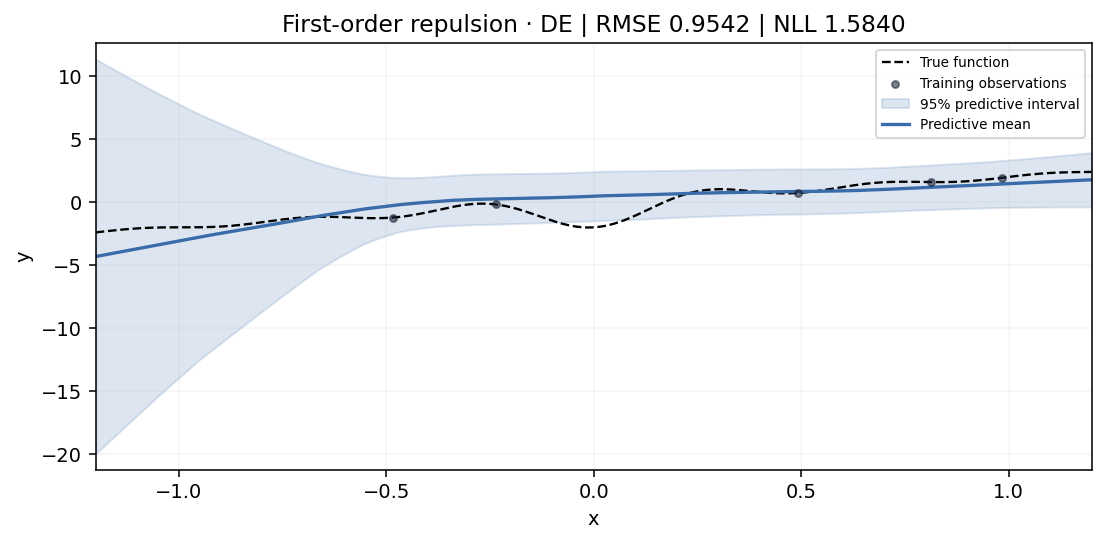 First-order repulsion · DE | RMSE 0.9542 | NLL 1.5840
True function
Training observations
95% predictive interval
Predictive mean
10
5
0
−5
−10
−15
−20
y
−1.0 −0.5 0.0 0.5 1.0
x